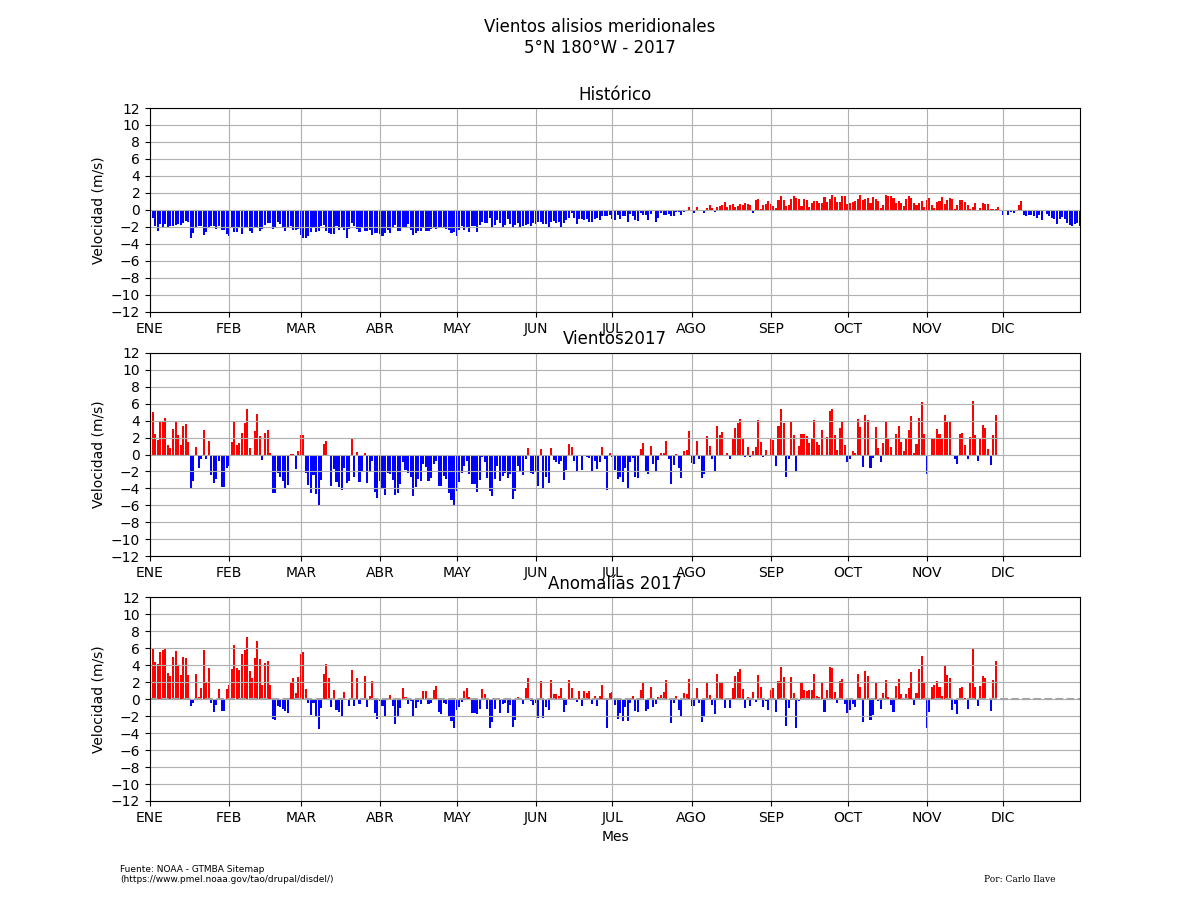 Vientos alisios meridionales
5°N 180°W - 2017
Histórico
12
10
8
6
4
2
0
−2
−4
−6
−8
−10
−12
Velocidad (m/s)
ENE FEB MAR ABR MAY JUN JUL AGO SEP OCT NOV DIC
Vientos2017
12
10
8
6
4
2
0
−2
−4
−6
−8
−10
−12
Velocidad (m/s)
ENE FEB MAR ABR MAY JUN JUL AGO SEP OCT NOV DIC
Anomalías 2017
12
10
8
6
4
2
0
−2
−4
−6
−8
−10
−12
Velocidad (m/s)
ENE FEB MAR ABR MAY JUN JUL AGO SEP OCT NOV DIC
Mes
Fuente: NOAA - GTMBA Sitemap
(https://www.pmel.noaa.gov/tao/drupal/disdel/)
Por: Carlo Ilave